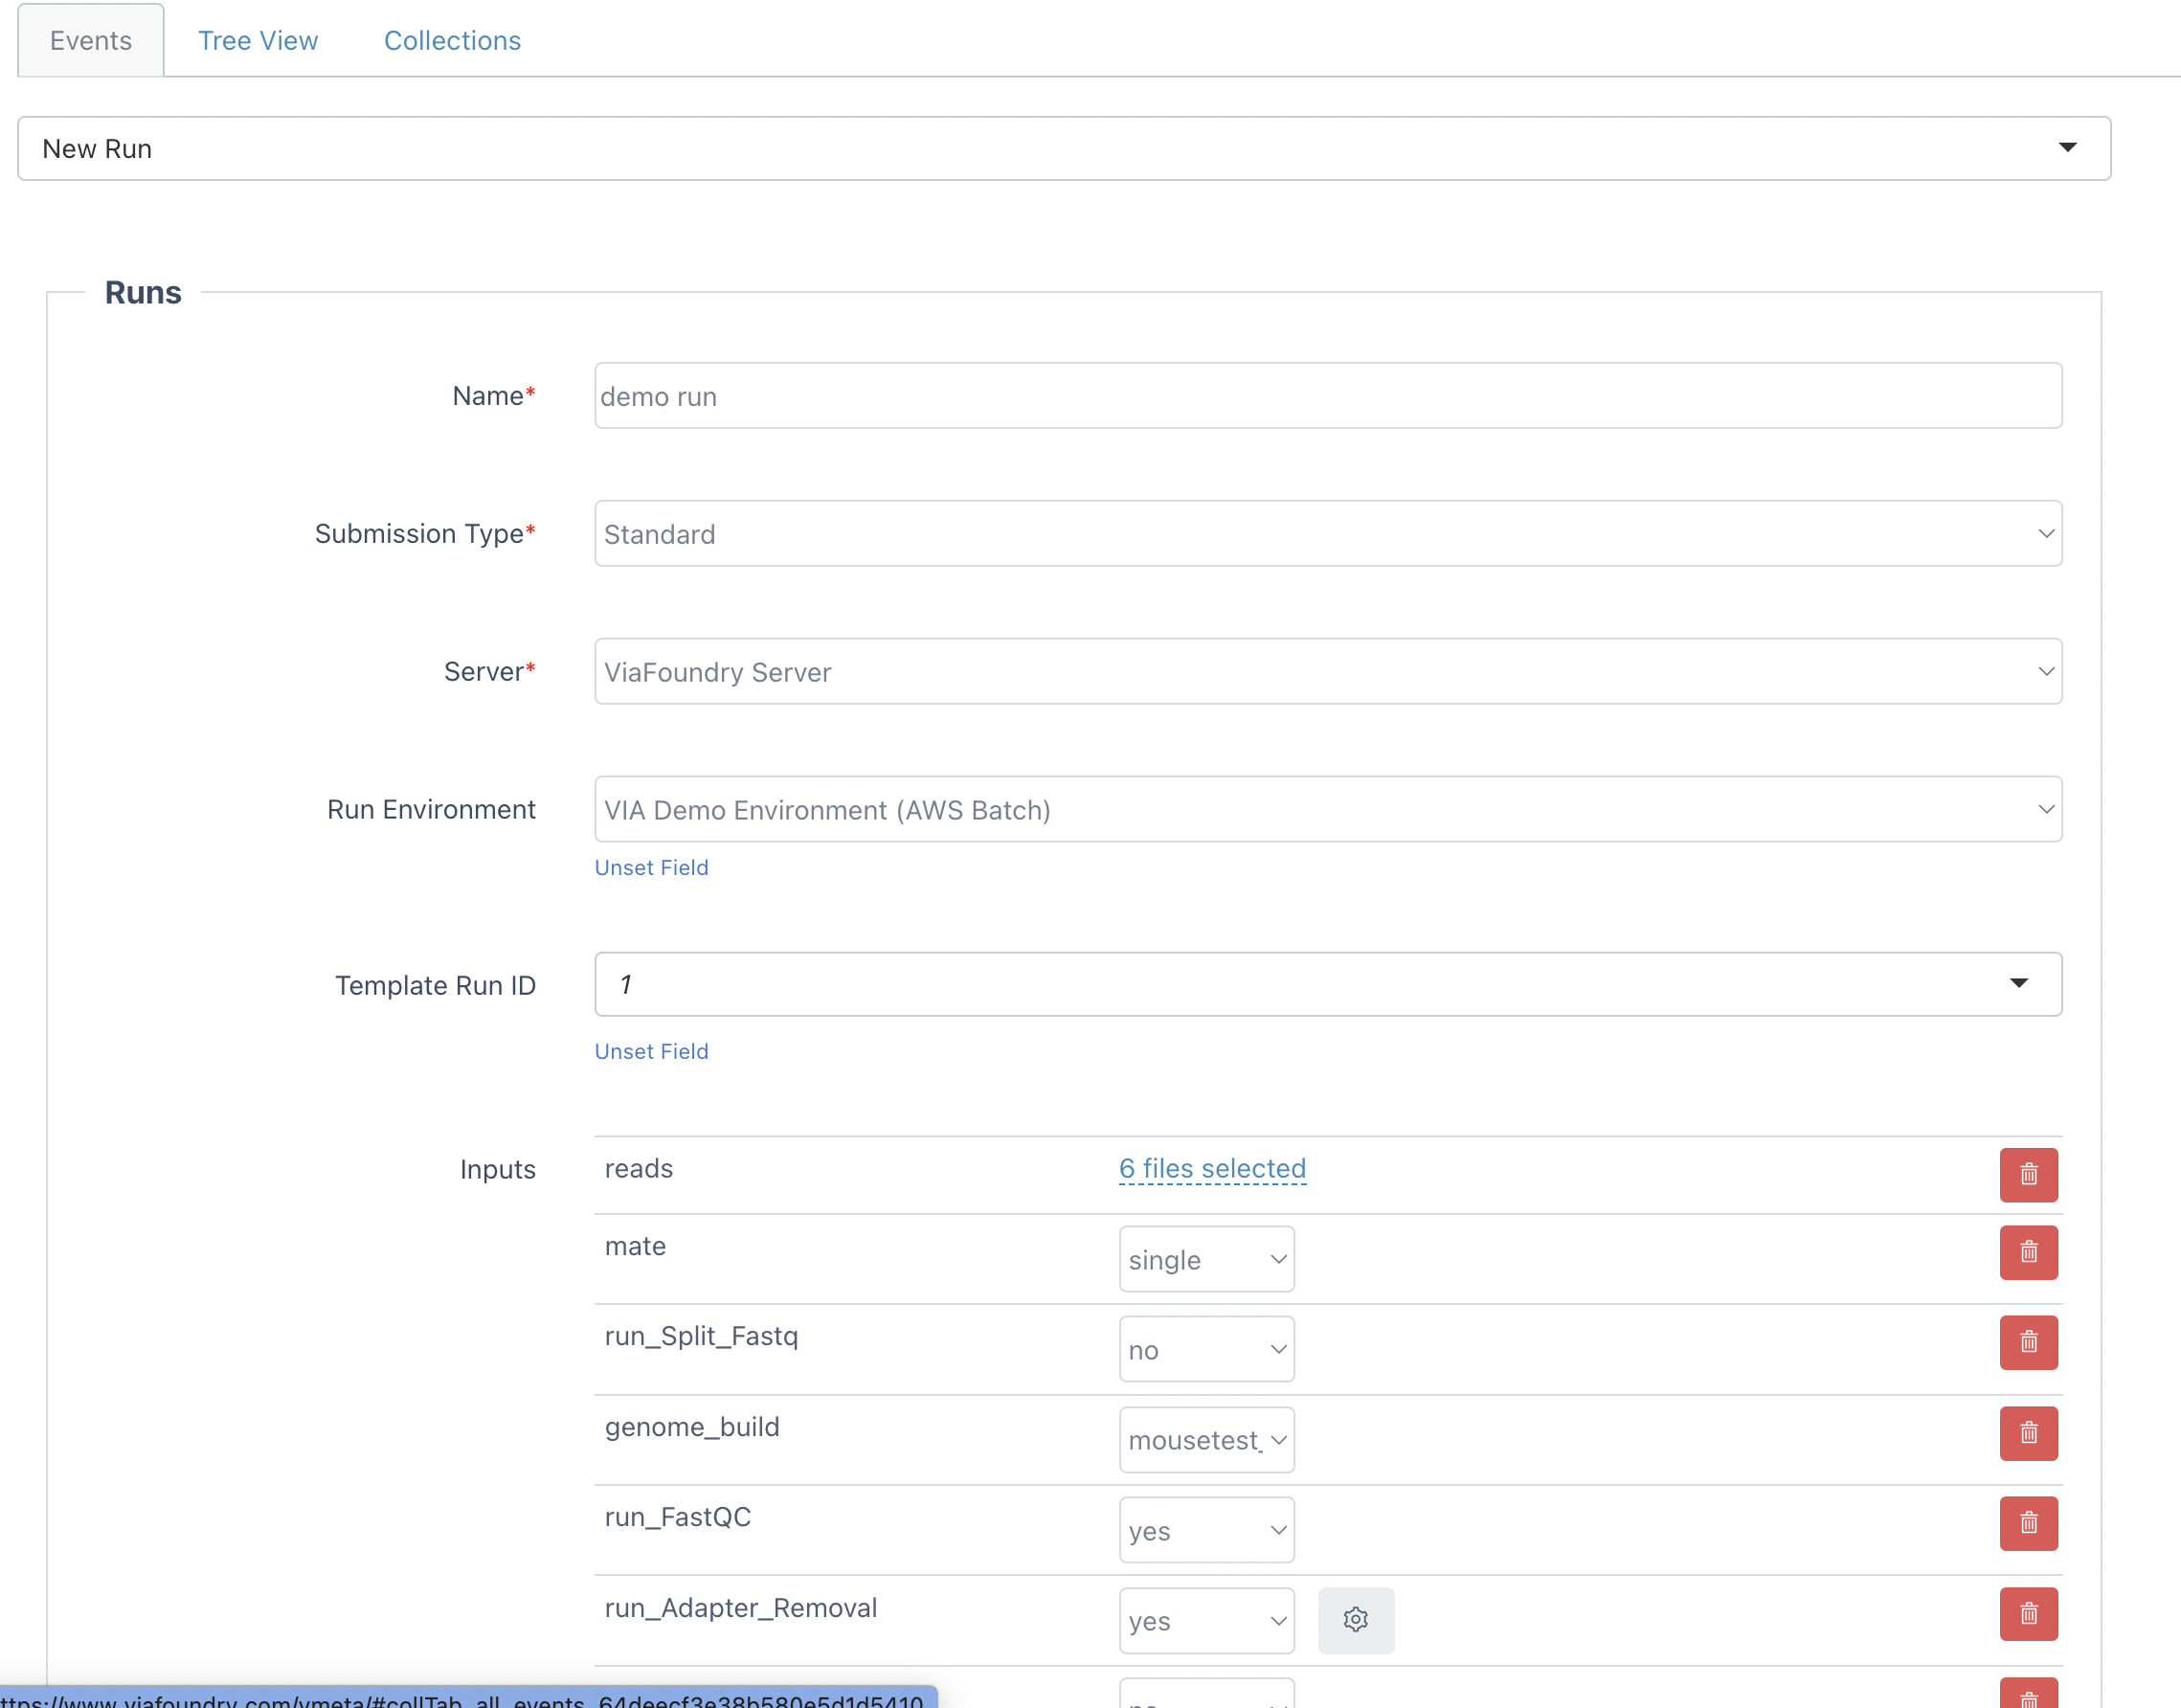 Events Tree View Collections
New Run
Runs
Name* demo run
Submission Type* Standard
Server* ViaFoundry Server
Run Environment VIA Demo Environment (AWS Batch)
Unset Field
Template Run ID 1
Unset Field
Inputs reads 6 files selected
mate single
run_Split_Fastq no
genome_build mousetest_
run_FastQC yes
run_Adapter_Removal yes
ttps://www.viafoundry.com/vmeta/#collTab_all_events_64deecf3e38b580e5d1d5410